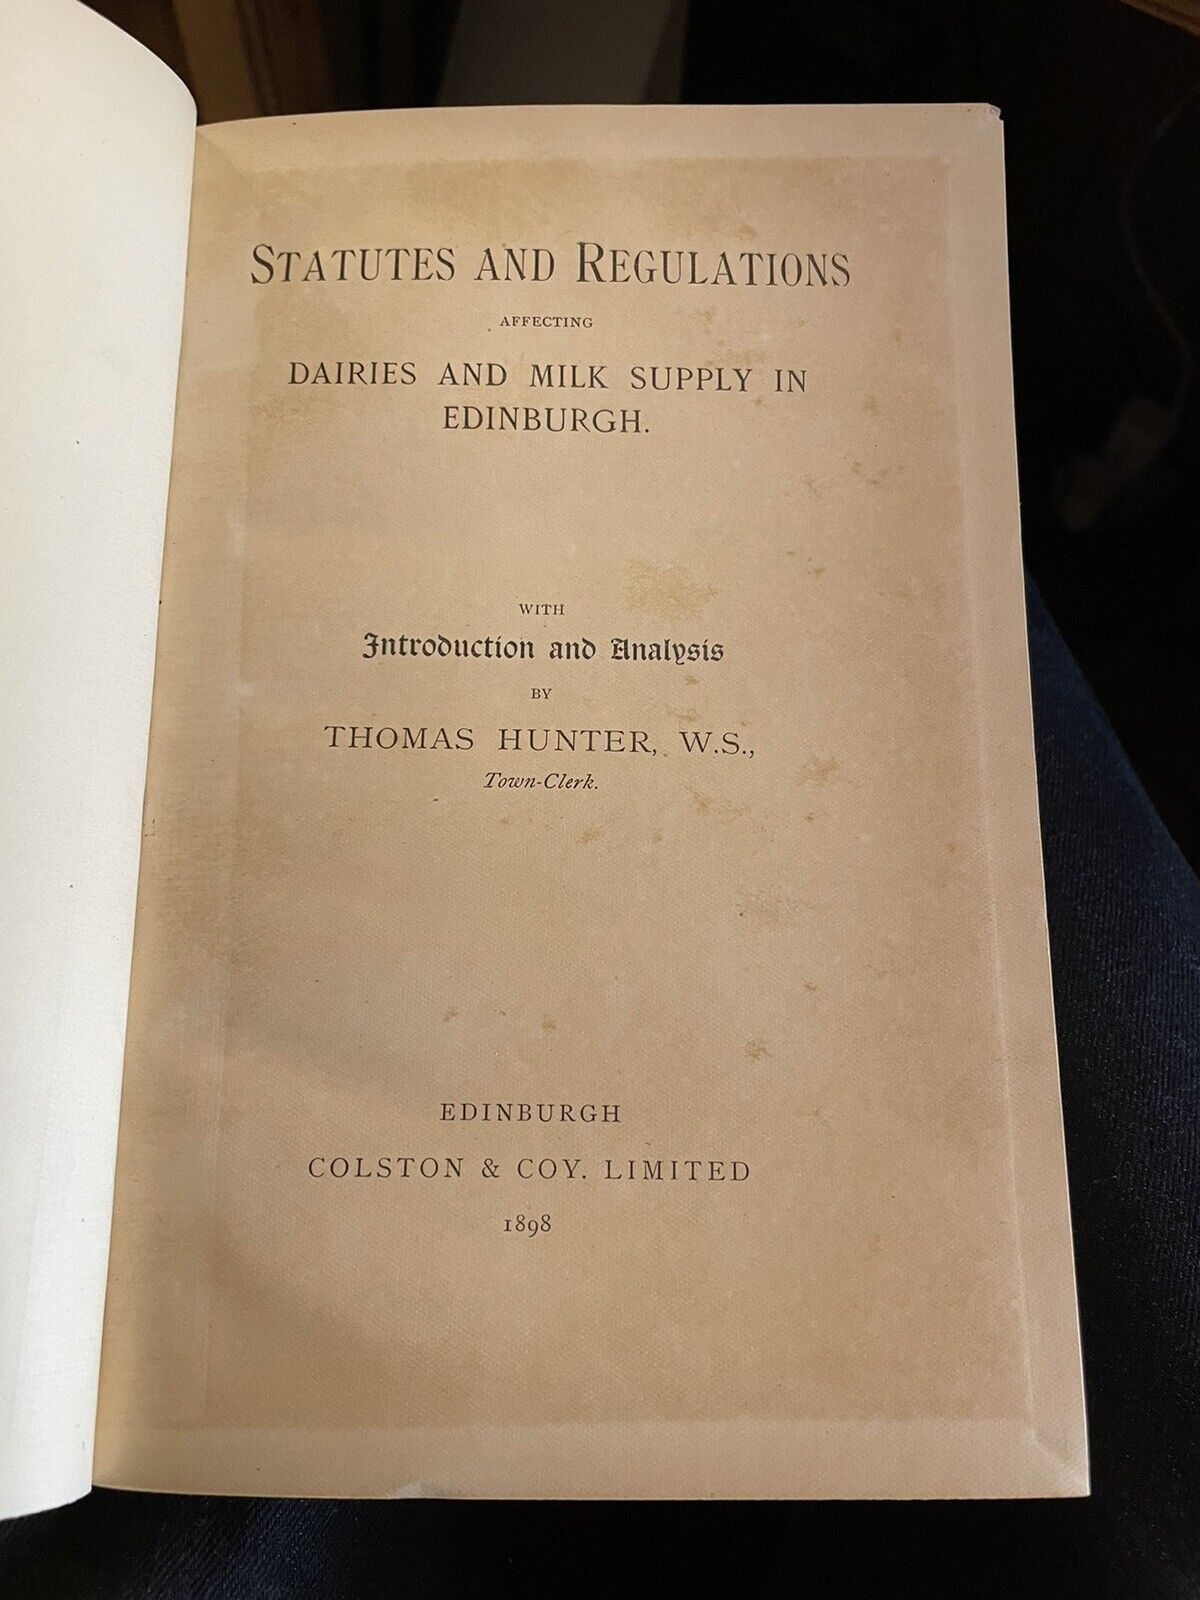 STATUTES AND REGULATIONS
AFFECTING
DAIRIES AND MILK SUPPLY IN
EDINBURGH.
WITH
Introduction and Analysis
BY
THOMAS HUNTER, W.S.,
Town-Clerk.
EDINBURGH
COLSTON & COY. LIMITED
1898